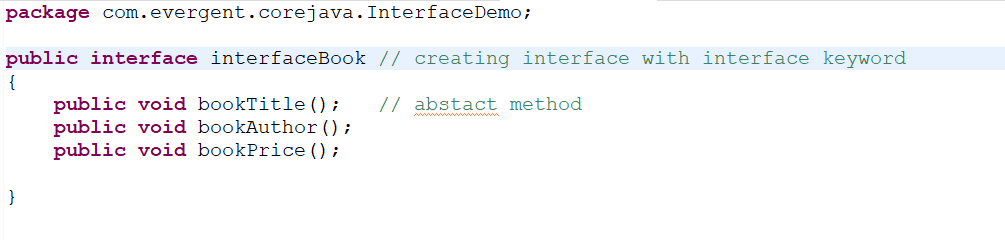 package com.evergent.corejava.InterfaceDemo;
public interface interfaceBook // creating interface with interface keyword
{
public void bookTitle(); // abstact method
public void bookAuthor();
public void bookPrice();
}